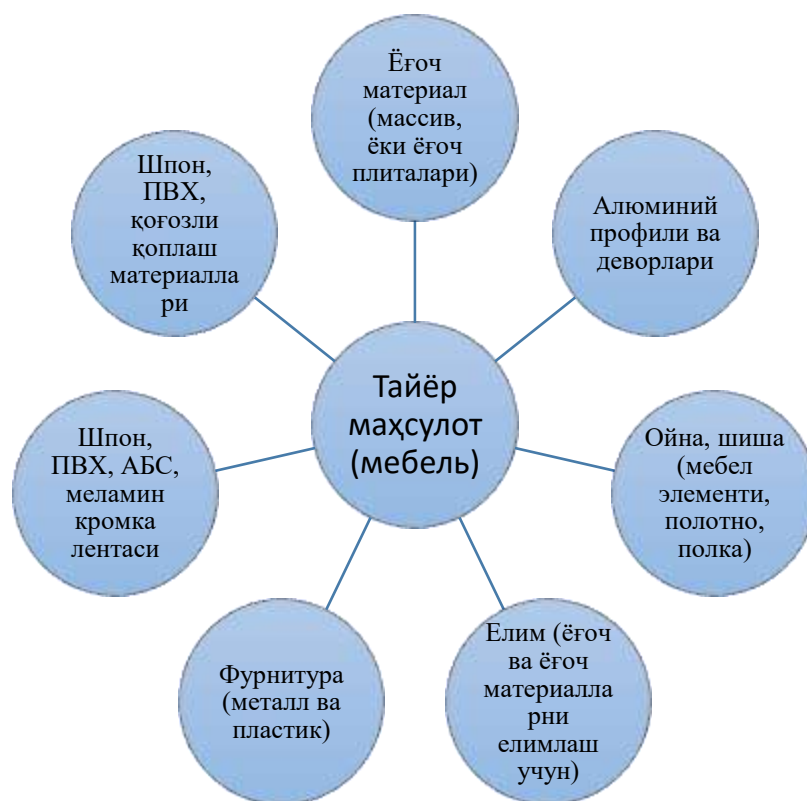 Ёғоч
материал
(массив,
ёки ёғоч
плиталари)
Алюминий
профили ва
деворлари
Ойна, шиша
(мебел
элементи,
полотно,
полка)
Елим (ёғоч
ва ёғоч
материалла
рни
елимлаш
учун)
Фурнитура
(металл ва
пластик)
Шпон,
ПВХ, АБС,
меламин
кромка
лентаси
Шпон,
ПВХ,
қоғозли
қоплаш
материалла
ри
Тайёр
маҳсулот
(мебель)